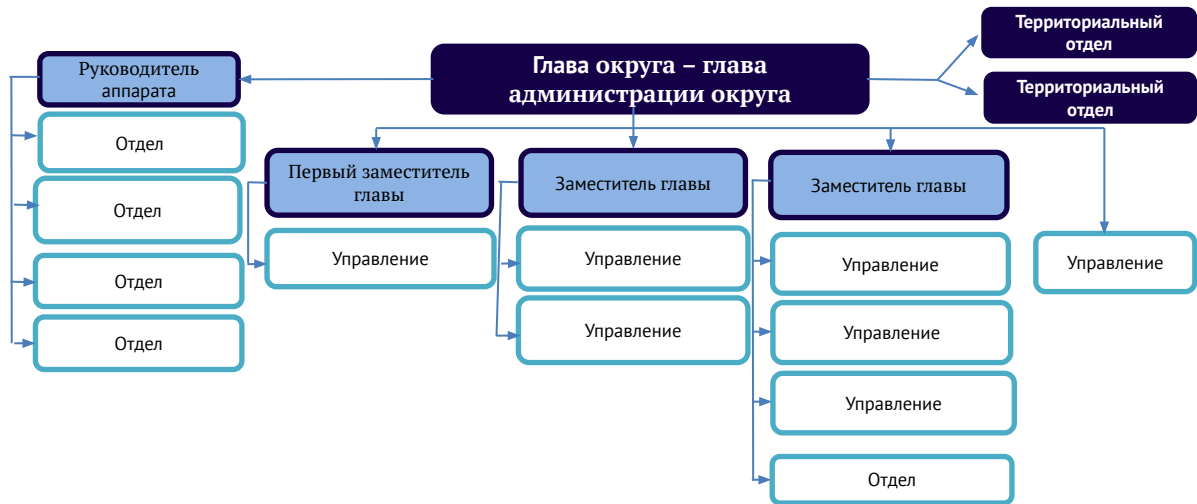 Глава округа – глава
администрации округа
Территориальный
отдел
Территориальный
отдел
Руководитель
аппарата
Отдел
Отдел
Отдел
Отдел
Первый заместитель
главы
Управление
Заместитель главы
Управление
Управление
Заместитель главы
Управление
Управление
Управление
Отдел
Управление